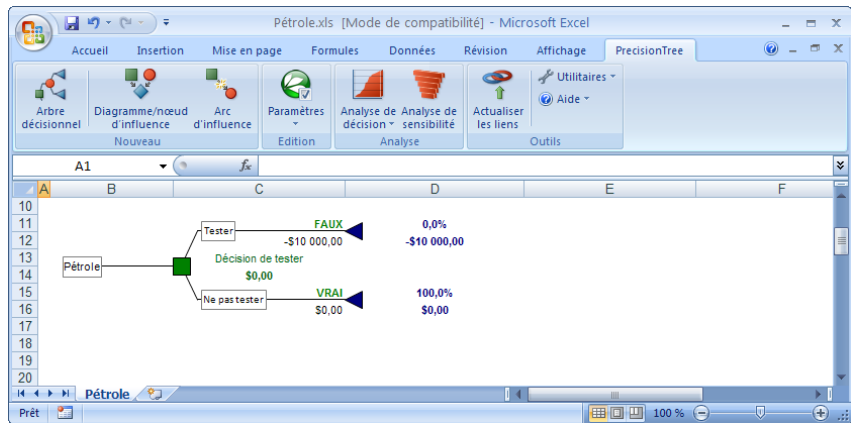 Pétrole.xls [Mode de compatibilité] - Microsoft Excel
Accueil Insertion Mise en page Formules Données Révision Affichage PrecisionTree
Arbre décisionnel
Diagramme/nœud d'influence
Arc d'influence
Nouveau
Paramètres
Edition
Analyse de décision
Analyse de sensibilité
Analyse
Actualiser les liens
Utilitaires
Aide
Outils
A1 fx
A B C D E F
10
11 Tester FAUX 0,0%
12 -$10 000,00 -$10 000,00
13 Pétrole Décision de tester
14 $0,00
15 Ne pas tester VRAI 100,0%
16 $0,00 $0,00
17
18
19
20
Pétrole
Prêt 100 %